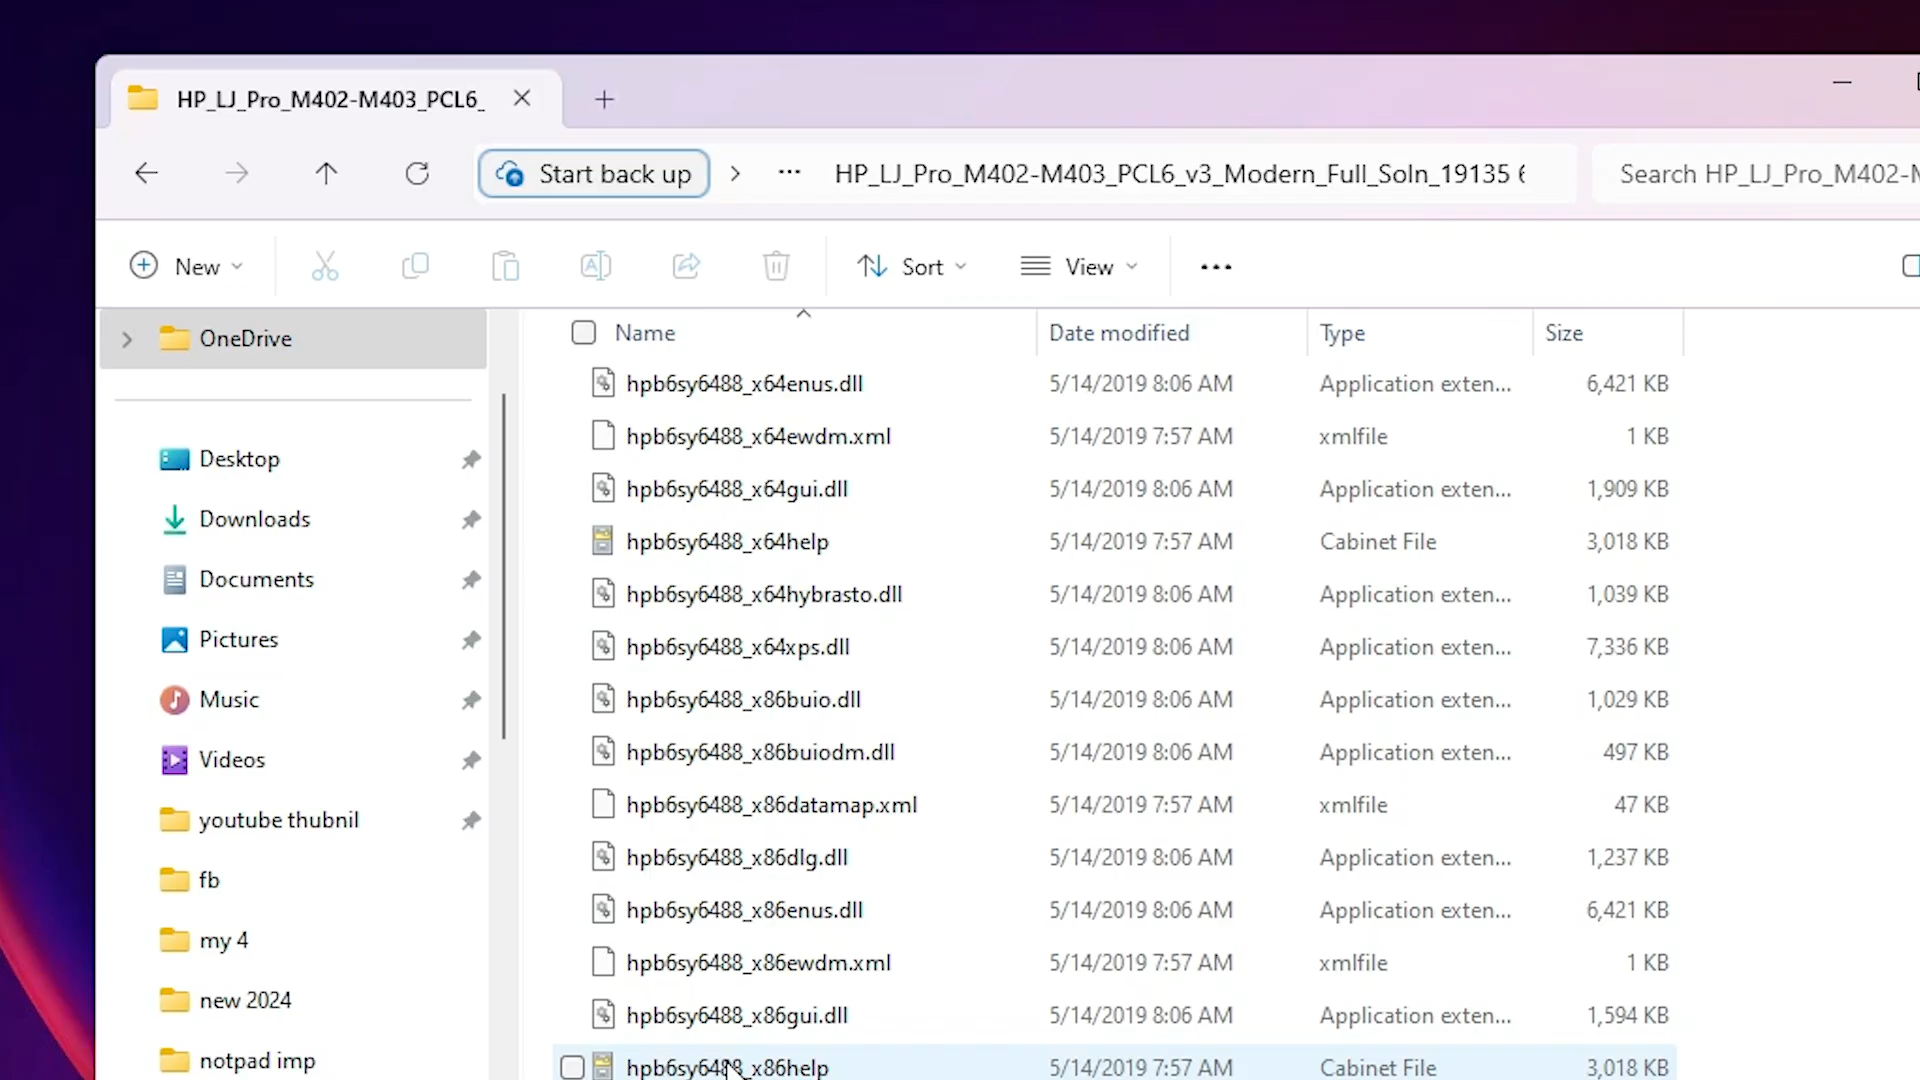 HP_LJ_Pro_M402-M403_PCL6_
Start back up
HP_LJ_Pro_M402-M403_PCL6_v3_Modern_Full_Soln_19135 6
Search HP_LJ_Pro_M402-M
New
Sort
View
OneDrive
Desktop
Downloads
Documents
Pictures
Music
Videos
youtube thubnil
fb
my 4
new 2024
notpad imp
Name Date modified Type Size
hpb6sy6488_x64enus.dll 5/14/2019 8:06 AM Application exten... 6,421 KB
hpb6sy6488_x64ewdm.xml 5/14/2019 7:57 AM xmlfile 1 KB
hpb6sy6488_x64gui.dll 5/14/2019 8:06 AM Application exten... 1,909 KB
hpb6sy6488_x64help 5/14/2019 7:57 AM Cabinet File 3,018 KB
hpb6sy6488_x64hybrasto.dll 5/14/2019 8:06 AM Application exten... 1,039 KB
hpb6sy6488_x64xps.dll 5/14/2019 8:06 AM Application exten... 7,336 KB
hpb6sy6488_x86buio.dll 5/14/2019 8:06 AM Application exten... 1,029 KB
hpb6sy6488_x86buiodm.dll 5/14/2019 8:06 AM Application exten... 497 KB
hpb6sy6488_x86datamap.xml 5/14/2019 7:57 AM xmlfile 47 KB
hpb6sy6488_x86dlg.dll 5/14/2019 8:06 AM Application exten... 1,237 KB
hpb6sy6488_x86enus.dll 5/14/2019 8:06 AM Application exten... 6,421 KB
hpb6sy6488_x86ewdm.xml 5/14/2019 7:57 AM xmlfile 1 KB
hpb6sy6488_x86gui.dll 5/14/2019 8:06 AM Application exten... 1,594 KB
hpb6sy6488_x86help 5/14/2019 7:57 AM Cabinet File 3,018 KB